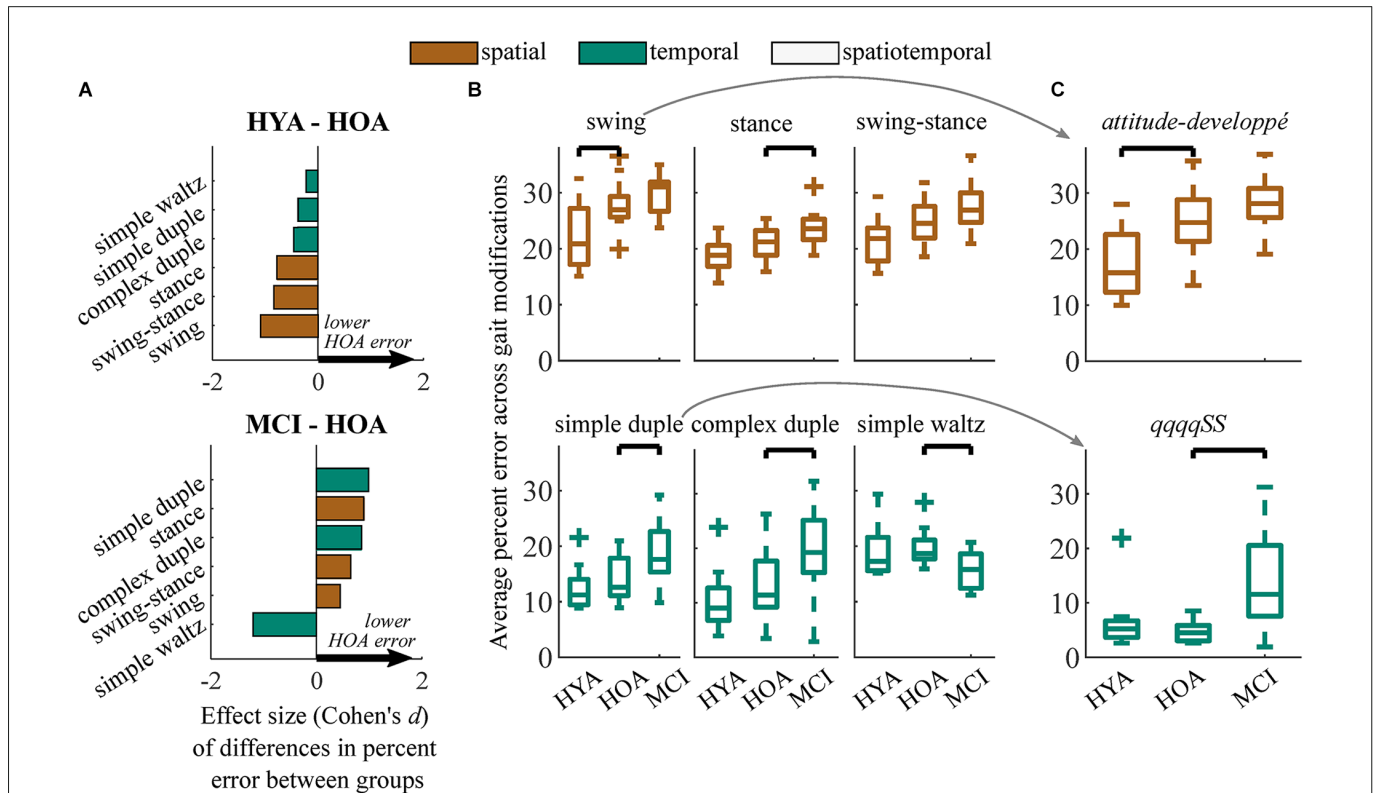 spatial temporal spatiotemporal
A
HYA - HOA
simple waltz
simple duple
complex duple
stance
swing-stance
swing
lower
HOA error
-2 0 2
MCI - HOA
simple duple
stance
complex duple
swing-stance
swing
simple waltz
lower
HOA error
-2 0 2
Effect size (Cohen's d)
of differences in percent
error between groups
B
Average percent error across gait modifications
swing stance swing-stance
30
20
10
0
simple duple complex duple simple waltz
30
20
10
0
HYA HOA MCI HYA HOA MCI HYA HOA MCI
C
attitude-developpé
30
20
10
0
qqqqSS
30
20
10
0
HYA HOA MCI